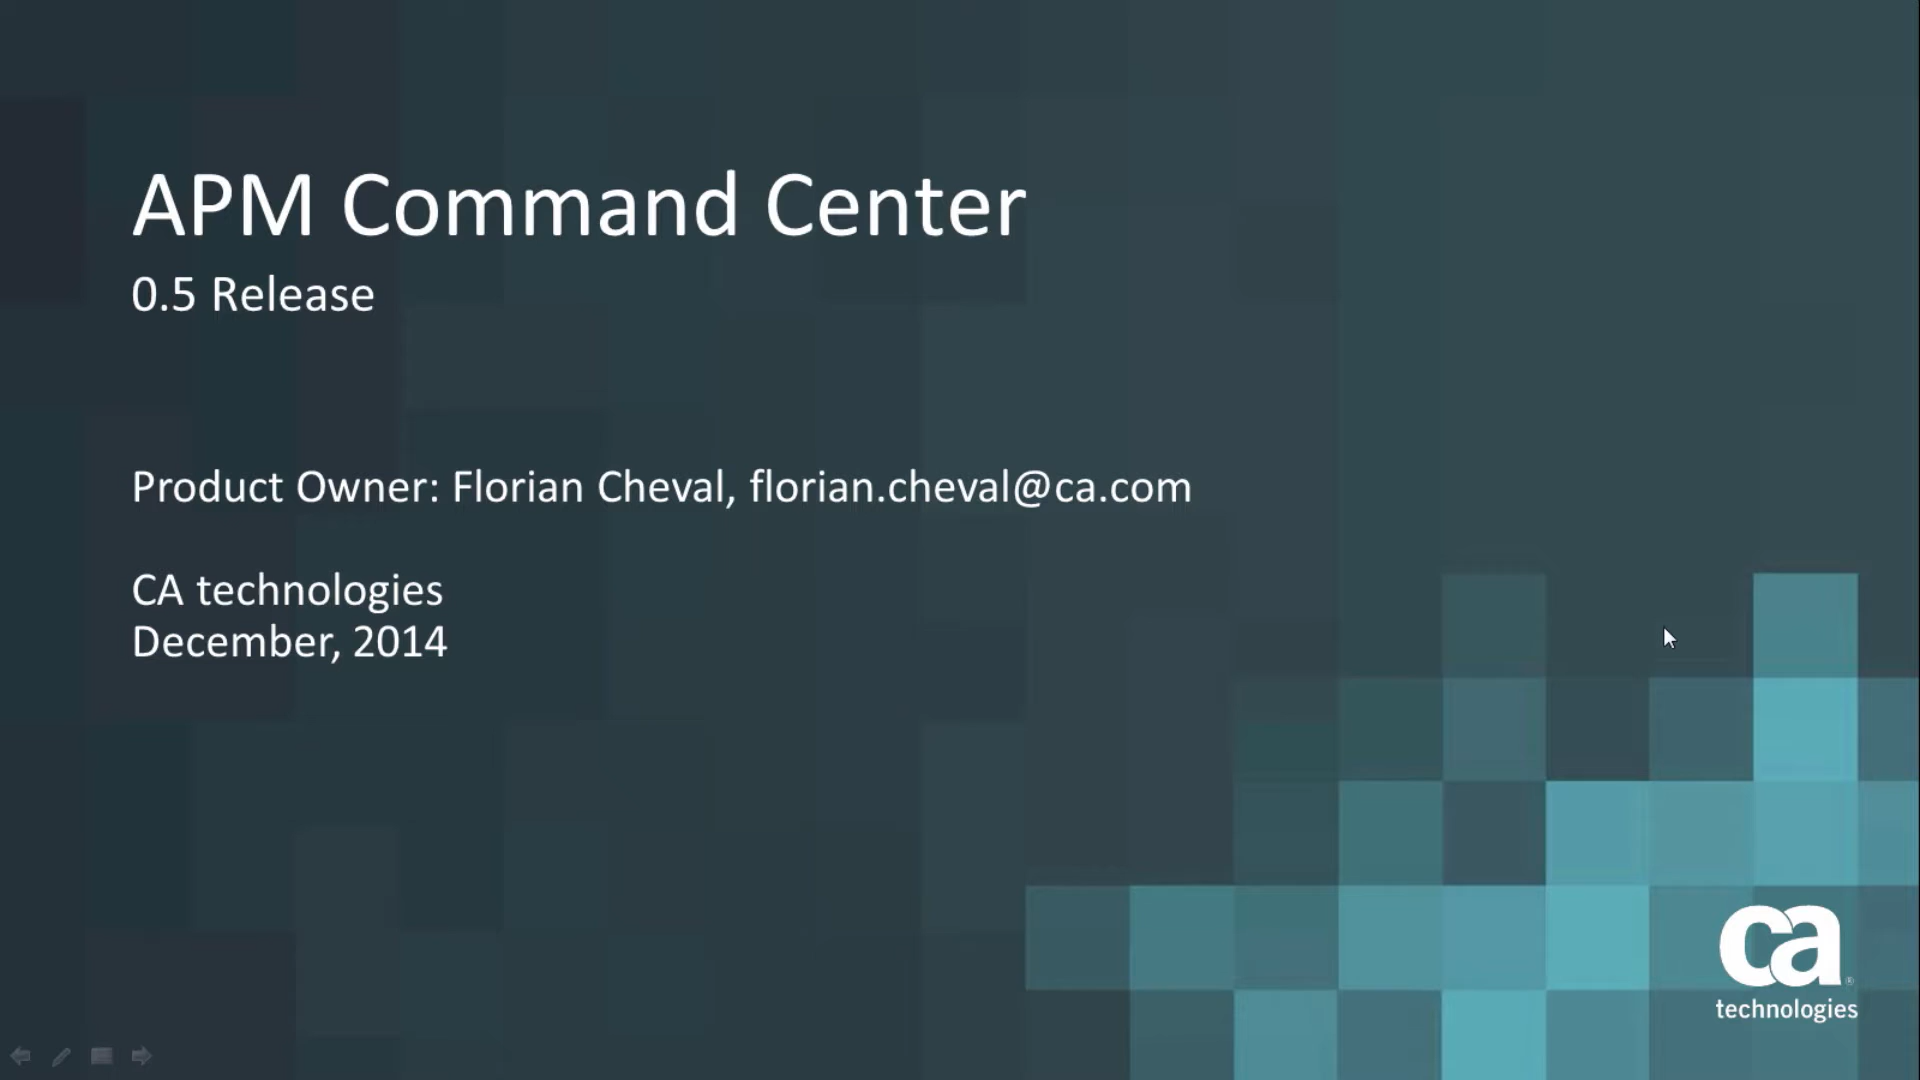 APM Command Center
0.5 Release
Product Owner: Florian Cheval, florian.cheval@ca.com
CA technologies
December, 2014
ca®
technologies